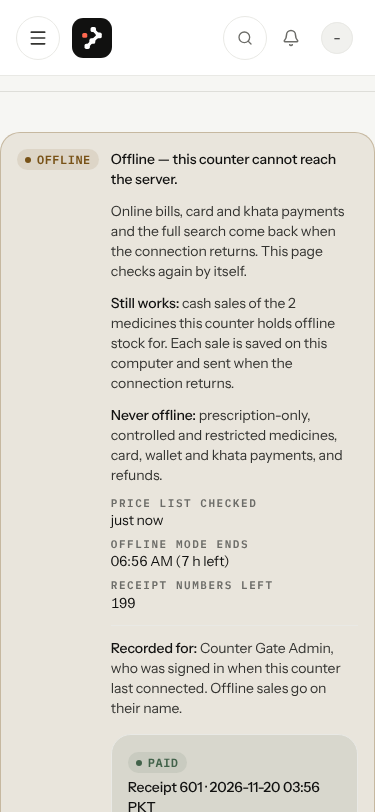 -
OFFLINE
Offline — this counter cannot reach
the server.
Online bills, card and khata payments
and the full search come back when
the connection returns. This page
checks again by itself.
Still works: cash sales of the 2
medicines this counter holds offline
stock for. Each sale is saved on this
computer and sent when the
connection returns.
Never offline: prescription-only,
controlled and restricted medicines,
card, wallet and khata payments, and
refunds.
PRICE LIST CHECKED
just now
OFFLINE MODE ENDS
06:56 AM (7 h left)
RECEIPT NUMBERS LEFT
199
Recorded for: Counter Gate Admin,
who was signed in when this counter
last connected. Offline sales go on
their name.
PAID
Receipt 601 · 2026-11-20 03:56
PKT